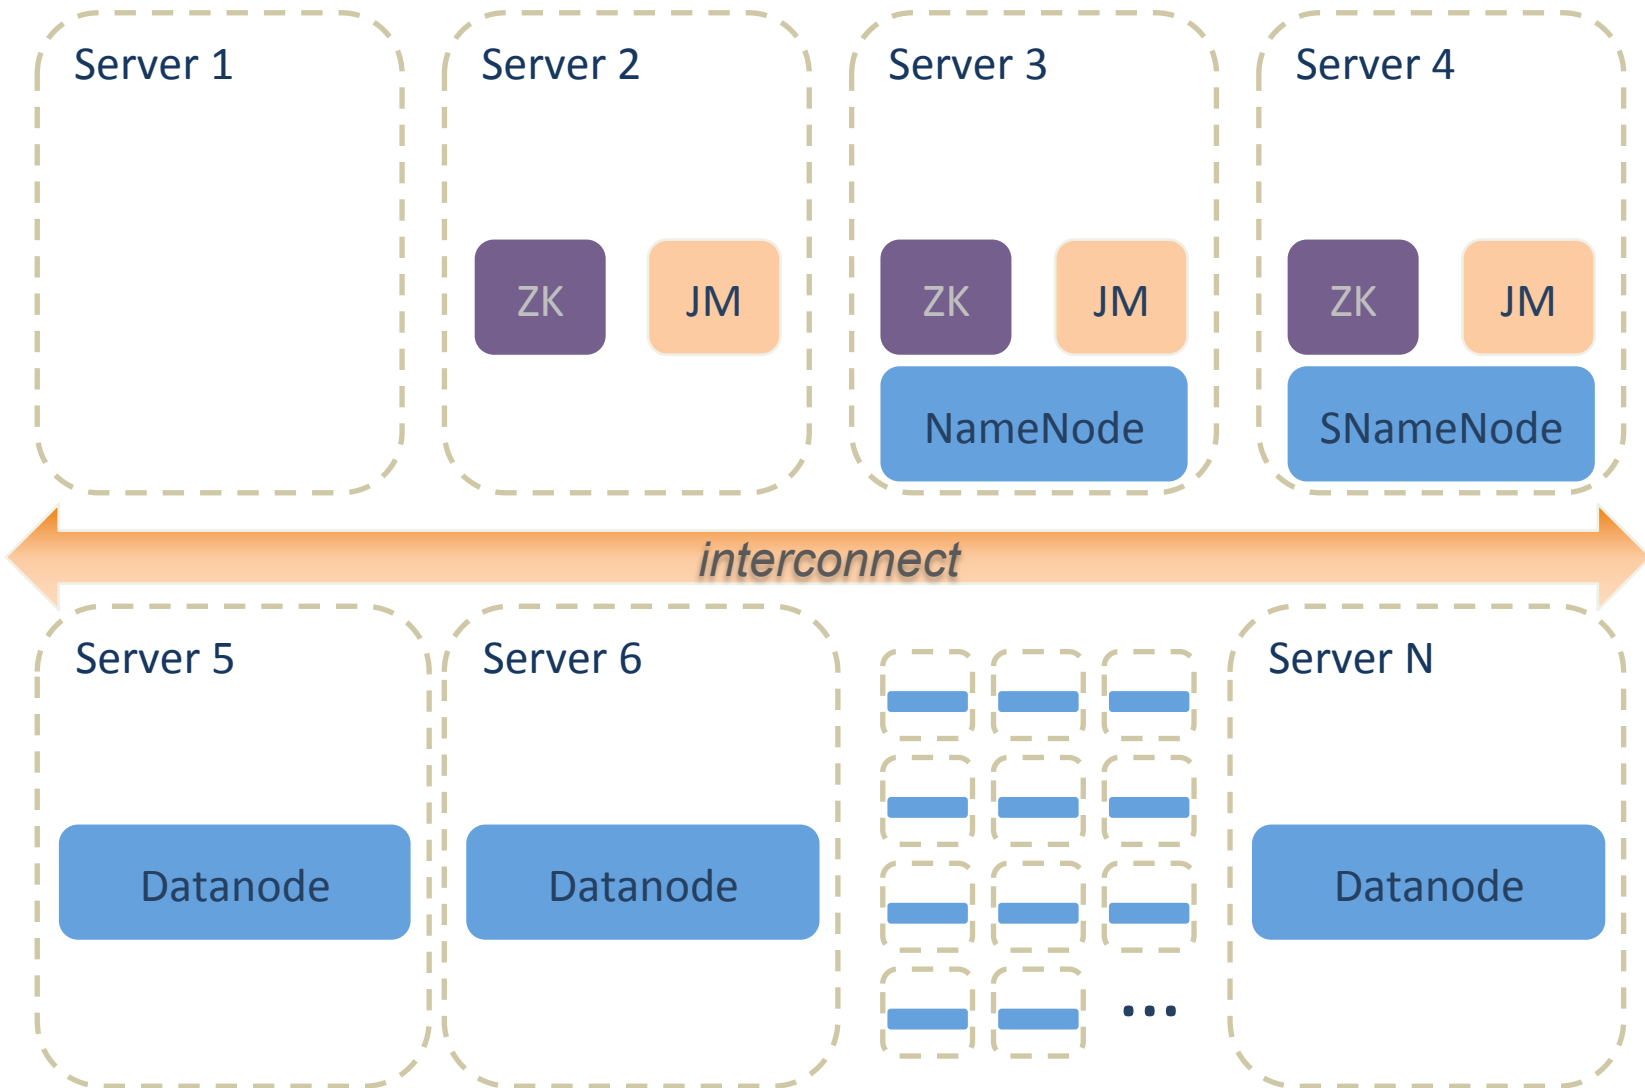 Server 1
Server 2
Server 3
Server 4
ZK
JM
ZK
JM
ZK
JM
NameNode
SNameNode
interconnect
Server 5
Server 6
Server N
Datanode
Datanode
Datanode
...